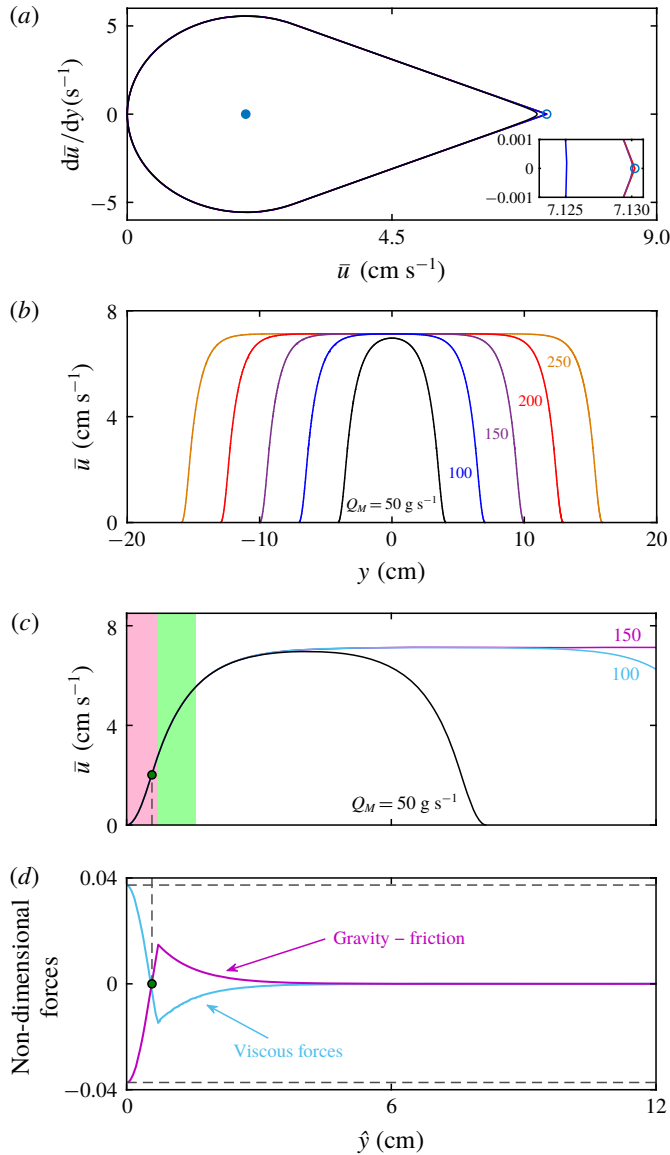 (a)
5
0
−5
dū/dy(s⁻¹)
0.001
0
−0.001
7.125
7.130
0
4.5
9.0
ū (cm s⁻¹)
(b)
8
4
0
ū (cm s⁻¹)
250
200
150
100
Q_M = 50 g s⁻¹
−20
−10
0
10
20
y (cm)
(c)
8
4
0
ū (cm s⁻¹)
150
100
Q_M = 50 g s⁻¹
(d)
0.04
0
−0.04
Non-dimensional
forces
Gravity – friction
Viscous forces
0
6
12
ŷ (cm)